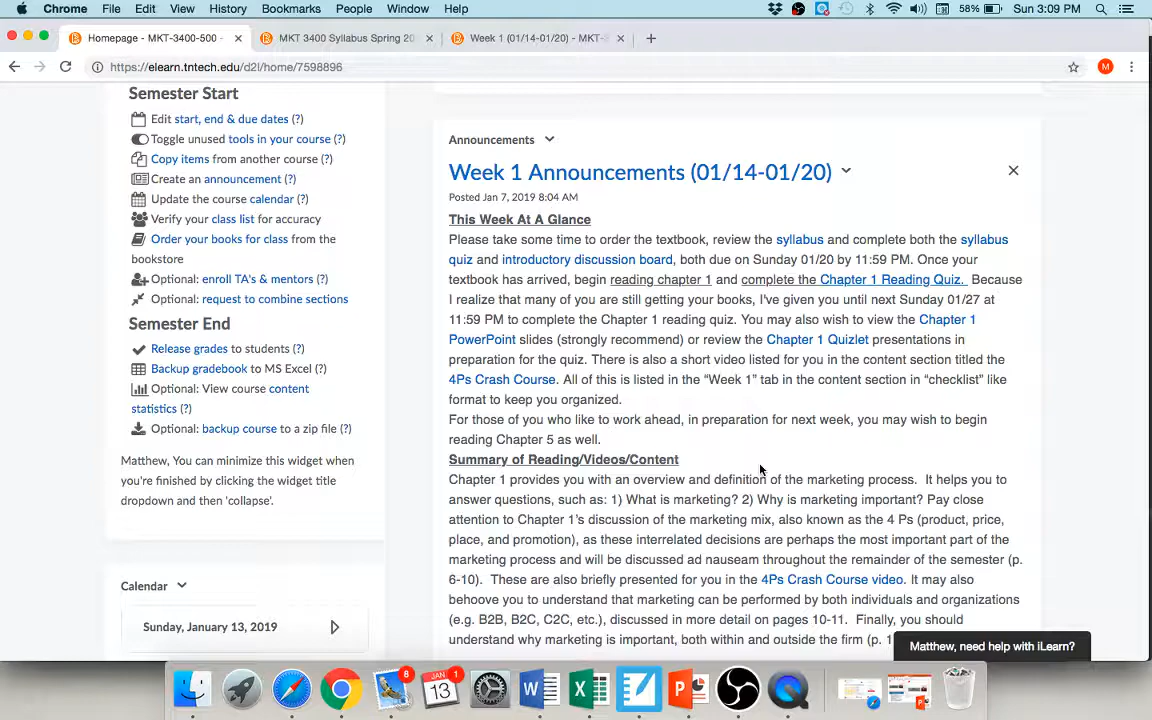 Chrome File Edit View History Bookmarks People Window Help 58% Sun 3:09 PM
Homepage - MKT-3400-500 - MKT 3400 Syllabus Spring 20 Week 1 (01/14-01/20) - MKT-
https://elearn.tntech.edu/d2l/home/7598896 M
Semester Start
Edit start, end & due dates (?)
Toggle unused tools in your course (?)
Copy items from another course (?)
Create an announcement (?)
Update the course calendar (?)
Verify your class list for accuracy
Order your books for class from the
bookstore
Optional: enroll TA's & mentors (?)
Optional: request to combine sections
Semester End
Release grades to students (?)
Backup gradebook to MS Excel (?)
Optional: View course content
statistics (?)
Optional: backup course to a zip file (?)
Matthew, You can minimize this widget when
you're finished by clicking the widget title
dropdown and then 'collapse'.
Calendar
Sunday, January 13, 2019
Announcements
Week 1 Announcements (01/14-01/20)
Posted Jan 7, 2019 8:04 AM
This Week At A Glance
Please take some time to order the textbook, review the syllabus and complete both the syllabus
quiz and introductory discussion board, both due on Sunday 01/20 by 11:59 PM. Once your
textbook has arrived, begin reading chapter 1 and complete the Chapter 1 Reading Quiz. Because
I realize that many of you are still getting your books, I've given you until next Sunday 01/27 at
11:59 PM to complete the Chapter 1 reading quiz. You may also wish to view the Chapter 1
PowerPoint slides (strongly recommend) or review the Chapter 1 Quizlet presentations in
preparation for the quiz. There is also a short video listed for you in the content section titled the
4Ps Crash Course. All of this is listed in the “Week 1” tab in the content section in “checklist” like
format to keep you organized.
For those of you who like to work ahead, in preparation for next week, you may wish to begin
reading Chapter 5 as well.
Summary of Reading/Videos/Content
Chapter 1 provides you with an overview and definition of the marketing process. It helps you to
answer questions, such as: 1) What is marketing? 2) Why is marketing important? Pay close
attention to Chapter 1's discussion of the marketing mix, also known as the 4 Ps (product, price,
place, and promotion), as these interrelated decisions are perhaps the most important part of the
marketing process and will be discussed ad nauseam throughout the remainder of the semester (p.
6-10). These are also briefly presented for you in the 4Ps Crash Course video. It may also
behoove you to understand that marketing can be performed by both individuals and organizations
(e.g. B2B, B2C, C2C, etc.), discussed in more detail on pages 10-11. Finally, you should
understand why marketing is important, both within and outside the firm (p. 1
Matthew, need help with iLearn?
8 JAN 13 1